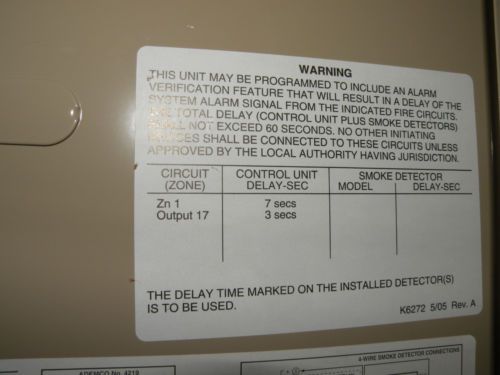 WARNING
THIS UNIT MAY BE PROGRAMMED TO INCLUDE AN ALARM
VERIFICATION FEATURE THAT WILL RESULT IN A DELAY OF THE
SYSTEM ALARM SIGNAL FROM THE INDICATED FIRE CIRCUITS.
THE TOTAL DELAY (CONTROL UNIT PLUS SMOKE DETECTORS)
SHALL NOT EXCEED 60 SECONDS. NO OTHER INITIATING
DEVICES SHALL BE CONNECTED TO THESE CIRCUITS UNLESS
APPROVED BY THE LOCAL AUTHORITY HAVING JURISDICTION.
CIRCUIT CONTROL UNIT SMOKE DETECTOR
(ZONE) DELAY-SEC MODEL DELAY-SEC
Zn 1 7 secs
Output 17 3 secs
THE DELAY TIME MARKED ON THE INSTALLED DETECTOR(S)
IS TO BE USED.
K6272 5/05 Rev. A
4-WIRE SMOKE DETECTOR CONNECTIONS
ADEMCO No. 4219